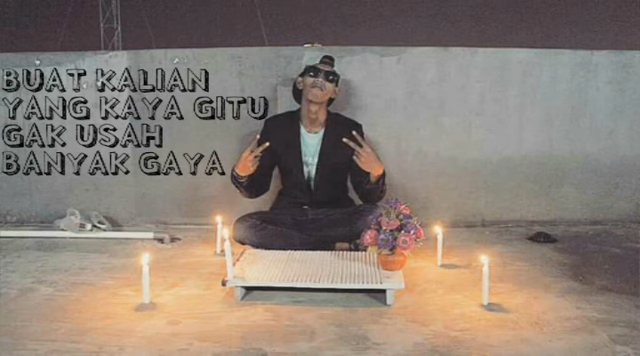 BUAT KALIAN
YANG KAYA GITU
GAK USAH
BANYAK GAYA